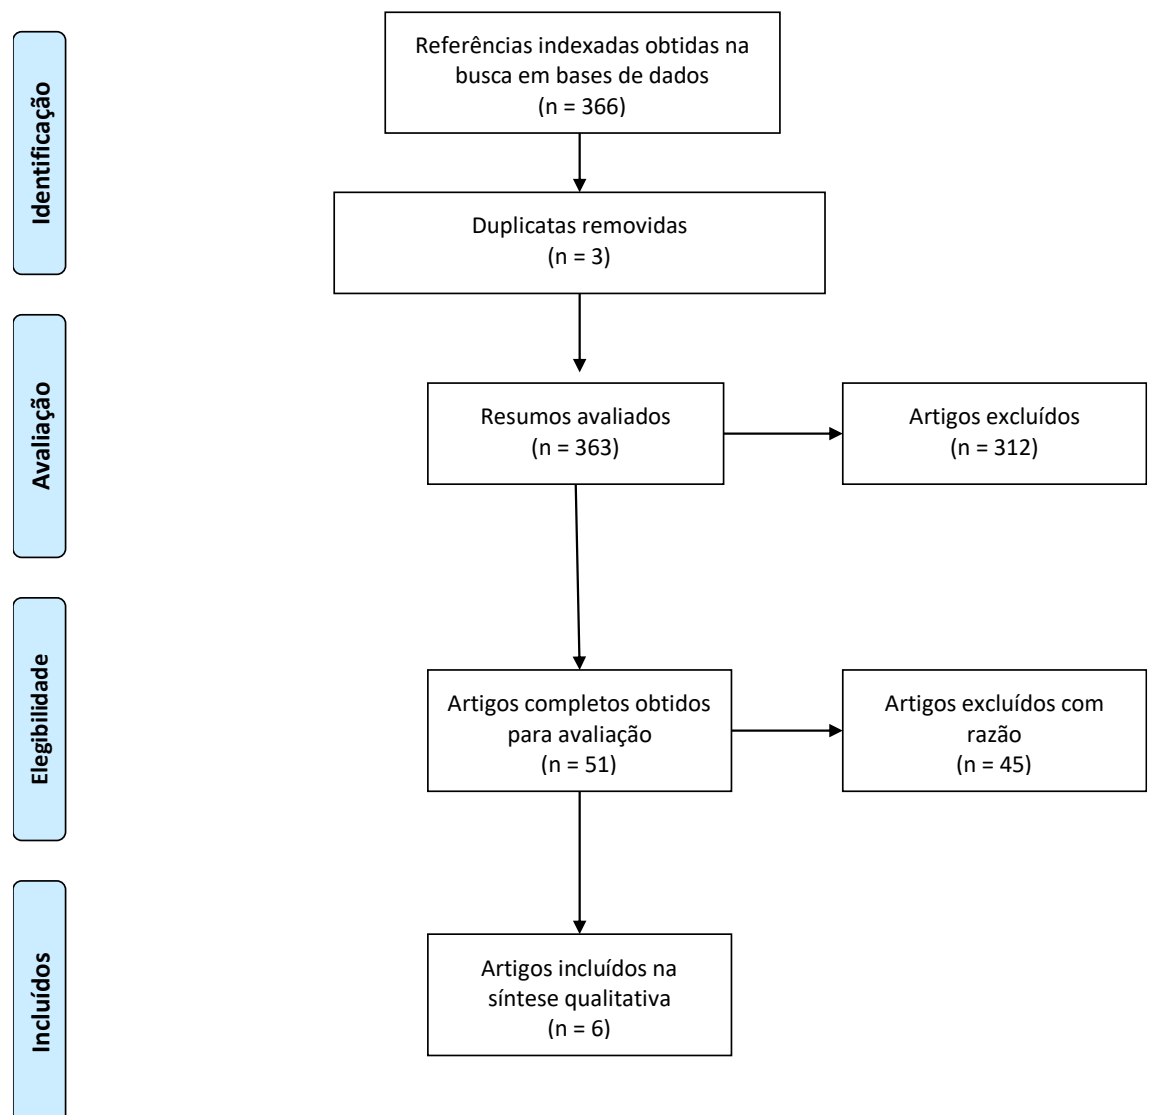 Identificação
Referências indexadas obtidas na
busca em bases de dados
(n = 366)
Duplicatas removidas
(n = 3)
Avaliação
Resumos avaliados
(n = 363)
Artigos excluídos
(n = 312)
Elegibilidade
Artigos completos obtidos
para avaliação
(n = 51)
Artigos excluídos com
razão
(n = 45)
Incluídos
Artigos incluídos na
síntese qualitativa
(n = 6)